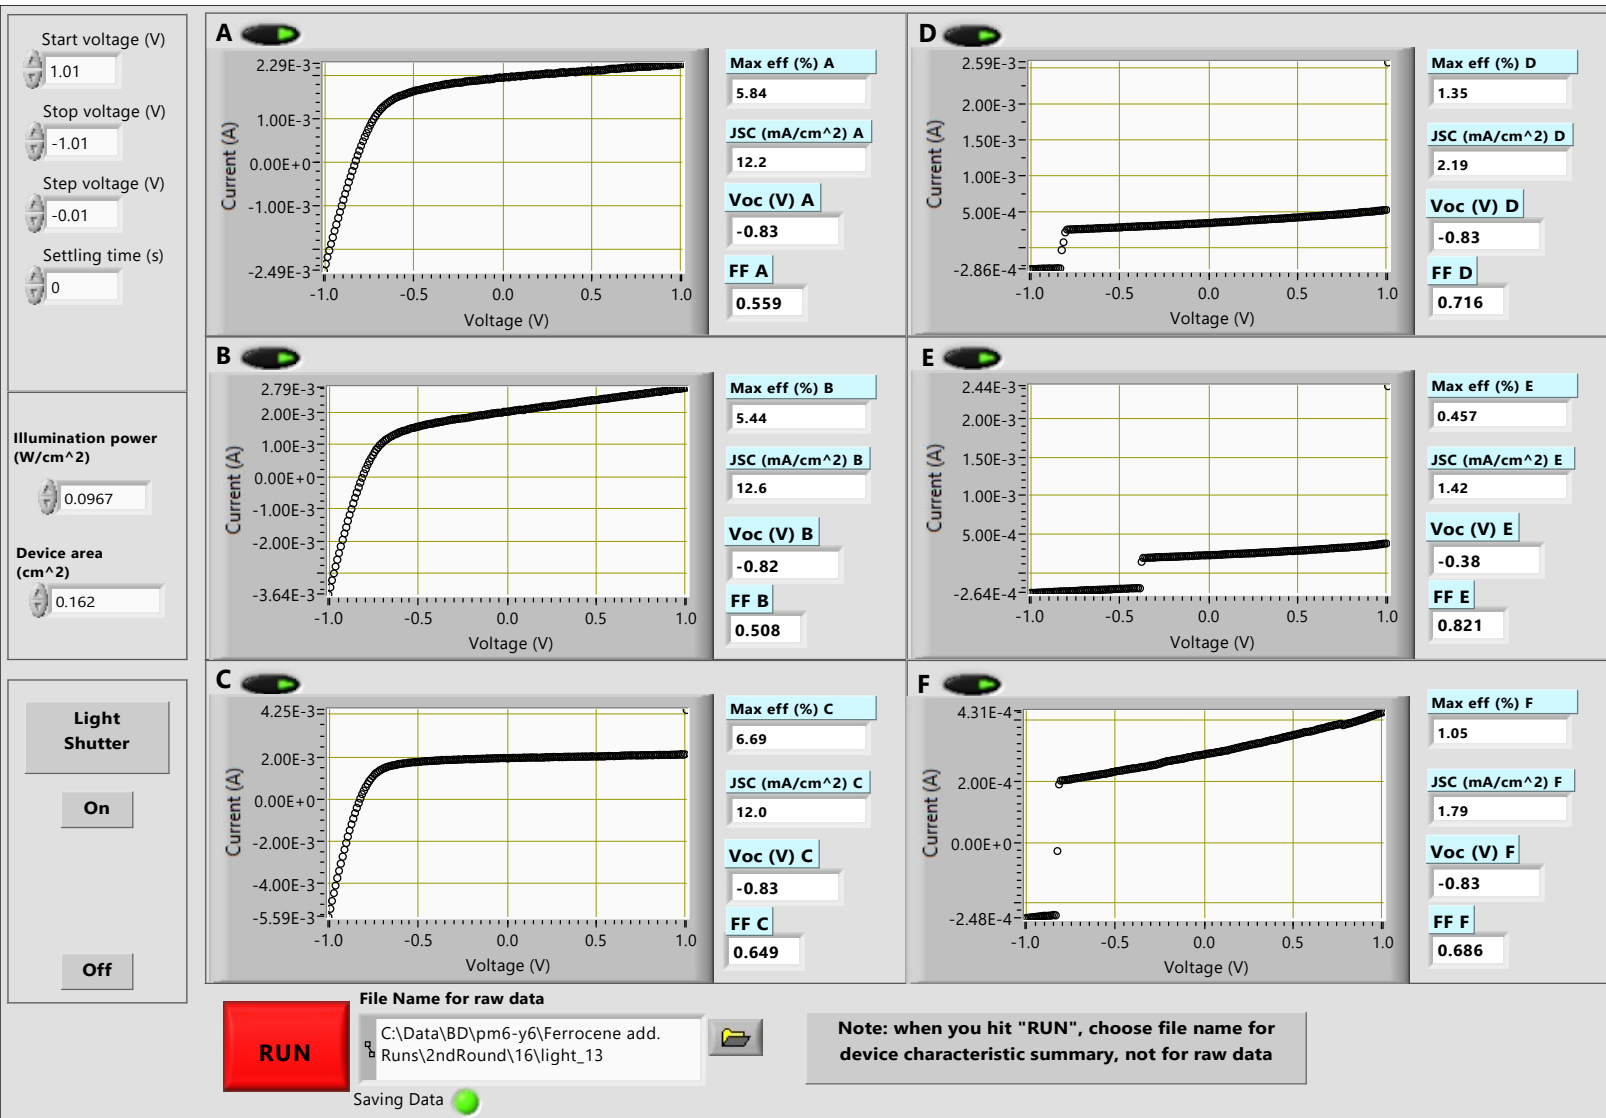 Start voltage (V)
1.01
Stop voltage (V)
-1.01
Step voltage (V)
-0.01
Settling time (s)
0
Illumination power
(W/cm^2)
0.0967
Device area
(cm^2)
0.162
Light
Shutter
On
Off
A
2.29E-3
1.00E-3
0.00E+0
-1.00E-3
-2.49E-3
Current (A)
-1.0 -0.5 0.0 0.5 1.0
Voltage (V)
Max eff (%) A
5.84
JSC (mA/cm^2) A
12.2
Voc (V) A
-0.83
FF A
0.559
B
2.79E-3
2.00E-3
1.00E-3
0.00E+0
-1.00E-3
-2.00E-3
-3.64E-3
Current (A)
-1.0 -0.5 0.0 0.5 1.0
Voltage (V)
Max eff (%) B
5.44
JSC (mA/cm^2) B
12.6
Voc (V) B
-0.82
FF B
0.508
C
4.25E-3
2.00E-3
0.00E+0
-2.00E-3
-4.00E-3
-5.59E-3
Current (A)
-1.0 -0.5 0.0 0.5 1.0
Voltage (V)
Max eff (%) C
6.69
JSC (mA/cm^2) C
12.0
Voc (V) C
-0.83
FF C
0.649
D
2.59E-3
2.00E-3
1.50E-3
1.00E-3
5.00E-4
-2.86E-4
Current (A)
-1.0 -0.5 0.0 0.5 1.0
Voltage (V)
Max eff (%) D
1.35
JSC (mA/cm^2) D
2.19
Voc (V) D
-0.83
FF D
0.716
E
2.44E-3
2.00E-3
1.50E-3
1.00E-3
5.00E-4
-2.64E-4
Current (A)
-1.0 -0.5 0.0 0.5 1.0
Voltage (V)
Max eff (%) E
0.457
JSC (mA/cm^2) E
1.42
Voc (V) E
-0.38
FF E
0.821
F
4.31E-4
2.00E-4
0.00E+0
-2.48E-4
Current (A)
-1.0 -0.5 0.0 0.5 1.0
Voltage (V)
Max eff (%) F
1.05
JSC (mA/cm^2) F
1.79
Voc (V) F
-0.83
FF F
0.686
RUN
File Name for raw data
C:\Data\BD\pm6-y6\Ferrocene add.
Runs\2ndRound\16\light_13
Saving Data
Note: when you hit "RUN", choose file name for
device characteristic summary, not for raw data